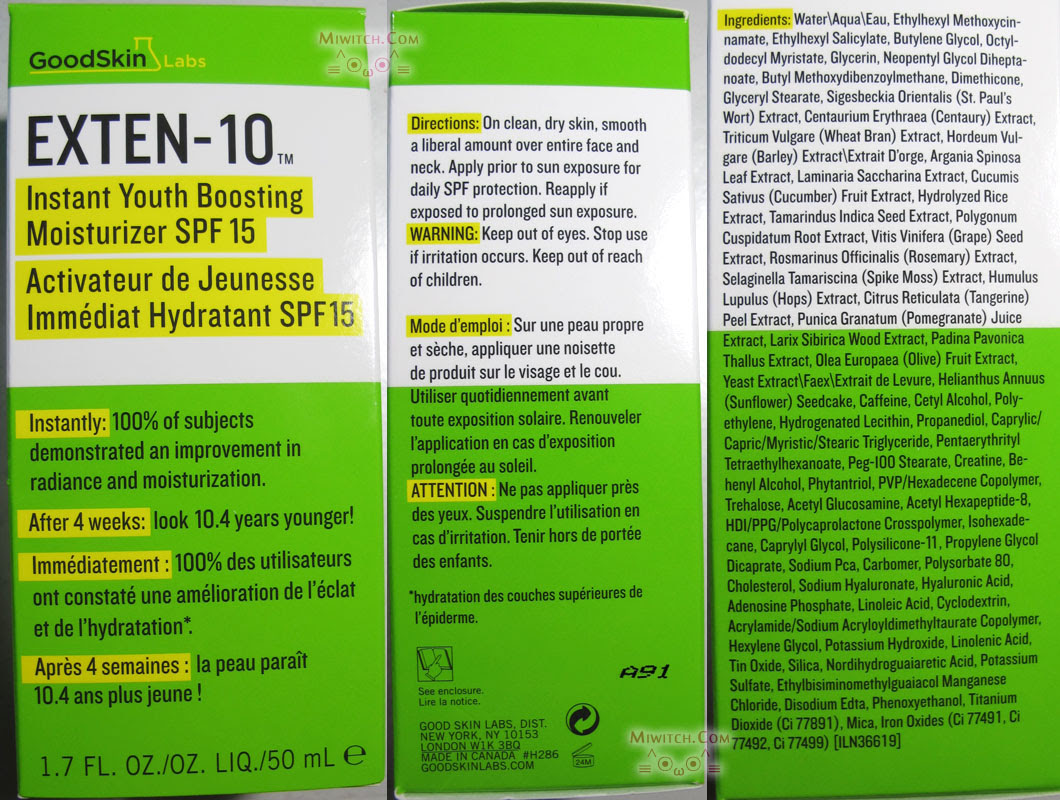 GoodSkin Labs
EXTEN-10™
Instant Youth Boosting
Moisturizer SPF 15
Activateur de Jeunesse
Immédiat Hydratant SPF 15
Instantly: 100% of subjects
demonstrated an improvement in
radiance and moisturization.
After 4 weeks: look 10.4 years younger!
Immédiatement : 100% des utilisateurs
ont constaté une amélioration de l'éclat
et de l'hydratation*.
Après 4 semaines : la peau paraît
10.4 ans plus jeune !
1.7 FL. OZ./OZ. LIQ./50 mL ℮
Miwitch.Com
Directions: On clean, dry skin, smooth
a liberal amount over entire face and
neck. Apply prior to sun exposure for
daily SPF protection. Reapply if
exposed to prolonged sun exposure.
WARNING: Keep out of eyes. Stop use
if irritation occurs. Keep out of reach
of children.
Mode d'emploi : Sur une peau propre
et sèche, appliquer une noisette
de produit sur le visage et le cou.
Utiliser quotidiennement avant
toute exposition solaire. Renouveler
l'application en cas d'exposition
prolongée au soleil.
ATTENTION : Ne pas appliquer près
des yeux. Suspendre l'utilisation en
cas d'irritation. Tenir hors de portée
des enfants.
*hydratation des couches supérieures de
l'épiderme.
A91
See enclosure.
Lire la notice.
GOOD SKIN LABS, DIST.
NEW YORK, NY 10153
LONDON W1K 3BQ
MADE IN CANADA #H286
GOODSKINLABS.COM
24M
Ingredients: Water\Aqua\Eau, Ethylhexyl Methoxycin-
namate, Ethylhexyl Salicylate, Butylene Glycol, Octyl-
dodecyl Myristate, Glycerin, Neopentyl Glycol Dihepta-
noate, Butyl Methoxydibenzoylmethane, Dimethicone,
Glyceryl Stearate, Sigesbeckia Orientalis (St. Paul's
Wort) Extract, Centaurium Erythraea (Centaury) Extract,
Triticum Vulgare (Wheat Bran) Extract, Hordeum Vul-
gare (Barley) Extract\Extrait D'orge, Argania Spinosa
Leaf Extract, Laminaria Saccharina Extract, Cucumis
Sativus (Cucumber) Fruit Extract, Hydrolyzed Rice
Extract, Tamarindus Indica Seed Extract, Polygonum
Cuspidatum Root Extract, Vitis Vinifera (Grape) Seed
Extract, Rosmarinus Officinalis (Rosemary) Extract,
Selaginella Tamariscina (Spike Moss) Extract, Humulus
Lupulus (Hops) Extract, Citrus Reticulata (Tangerine)
Peel Extract, Punica Granatum (Pomegranate) Juice
Extract, Larix Sibirica Wood Extract, Padina Pavonica
Thallus Extract, Olea Europaea (Olive) Fruit Extract,
Yeast Extract\Faex\Extrait de Levure, Helianthus Annuus
(Sunflower) Seedcake, Caffeine, Cetyl Alcohol, Poly-
ethylene, Hydrogenated Lecithin, Propanediol, Caprylic/
Capric/Myristic/Stearic Triglyceride, Pentaerythrityl
Tetraethylhexanoate, Peg-100 Stearate, Creatine, Be-
henyl Alcohol, Phytantriol, PVP/Hexadecene Copolymer,
Trehalose, Acetyl Glucosamine, Acetyl Hexapeptide-8,
HDI/PPG/Polycaprolactone Crosspolymer, Isohexade-
cane, Caprylyl Glycol, Polysilicone-11, Propylene Glycol
Dicaprate, Sodium Pca, Carbomer, Polysorbate 80,
Cholesterol, Sodium Hyaluronate, Hyaluronic Acid,
Adenosine Phosphate, Linoleic Acid, Cyclodextrin,
Acrylamide/Sodium Acryloyldimethyltaurate Copolymer,
Hexylene Glycol, Potassium Hydroxide, Linolenic Acid,
Tin Oxide, Silica, Nordihydroguaiaretic Acid, Potassium
Sulfate, Ethylbisiminomethylguaiacol Manganese
Chloride, Disodium Edta, Phenoxyethanol, Titanium
Dioxide (Ci 77891), Mica, Iron Oxides (Ci 77491, Ci
77492, Ci 77499) [ILN36619]
Miwitch.Com